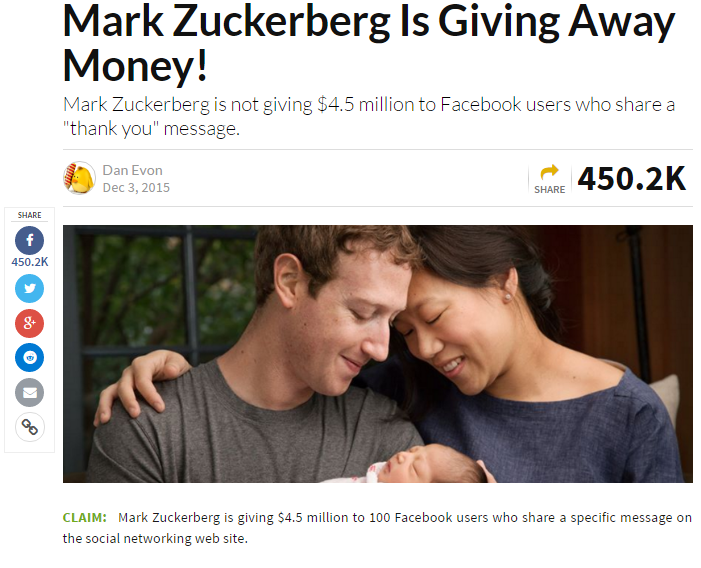 Mark Zuckerberg Is Giving Away
Money!
Mark Zuckerberg is not giving $4.5 million to Facebook users who share a
"thank you" message.
Dan Evon
Dec 3, 2015
SHARE
450.2K
SHARE
f
450.2K
g+
CLAIM: Mark Zuckerberg is giving $4.5 million to 100 Facebook users who share a specific message on
the social networking web site.